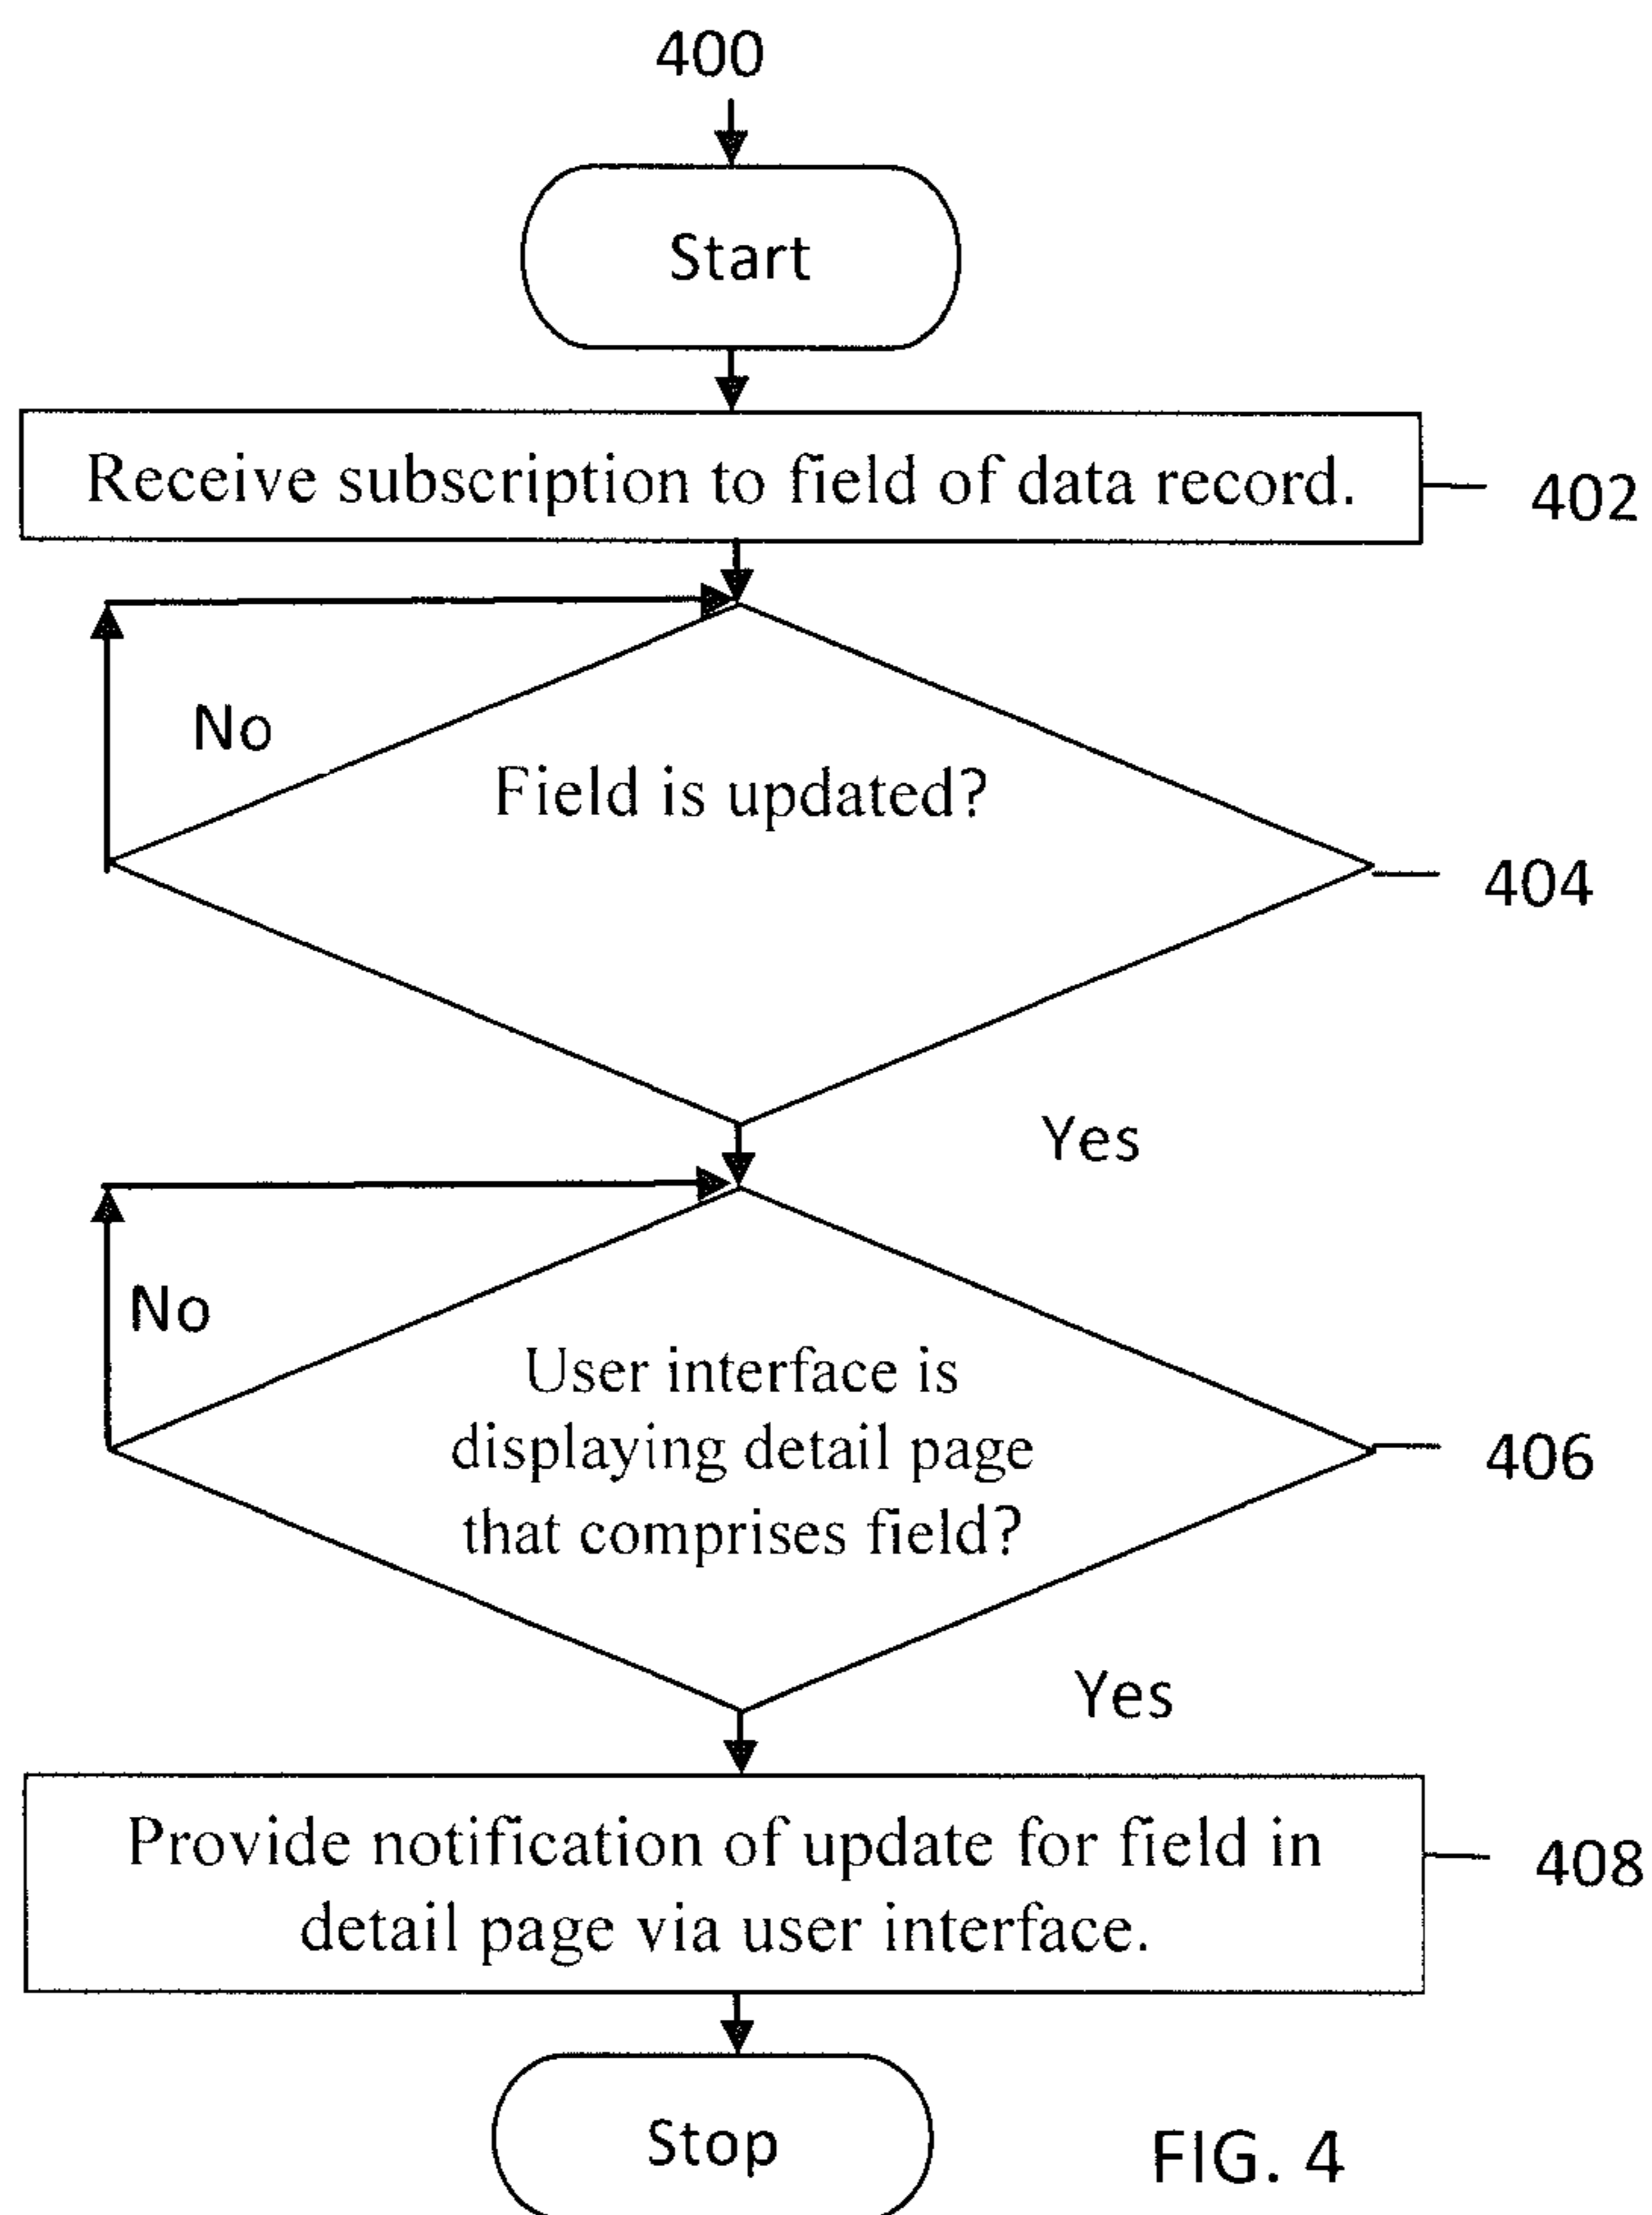 400
Start
Receive subscription to field of data record.
402
No
Field is updated?
404
Yes
No
User interface is
displaying detail page
that comprises field?
406
Yes
Provide notification of update for field in
detail page via user interface.
408
Stop
FIG. 4